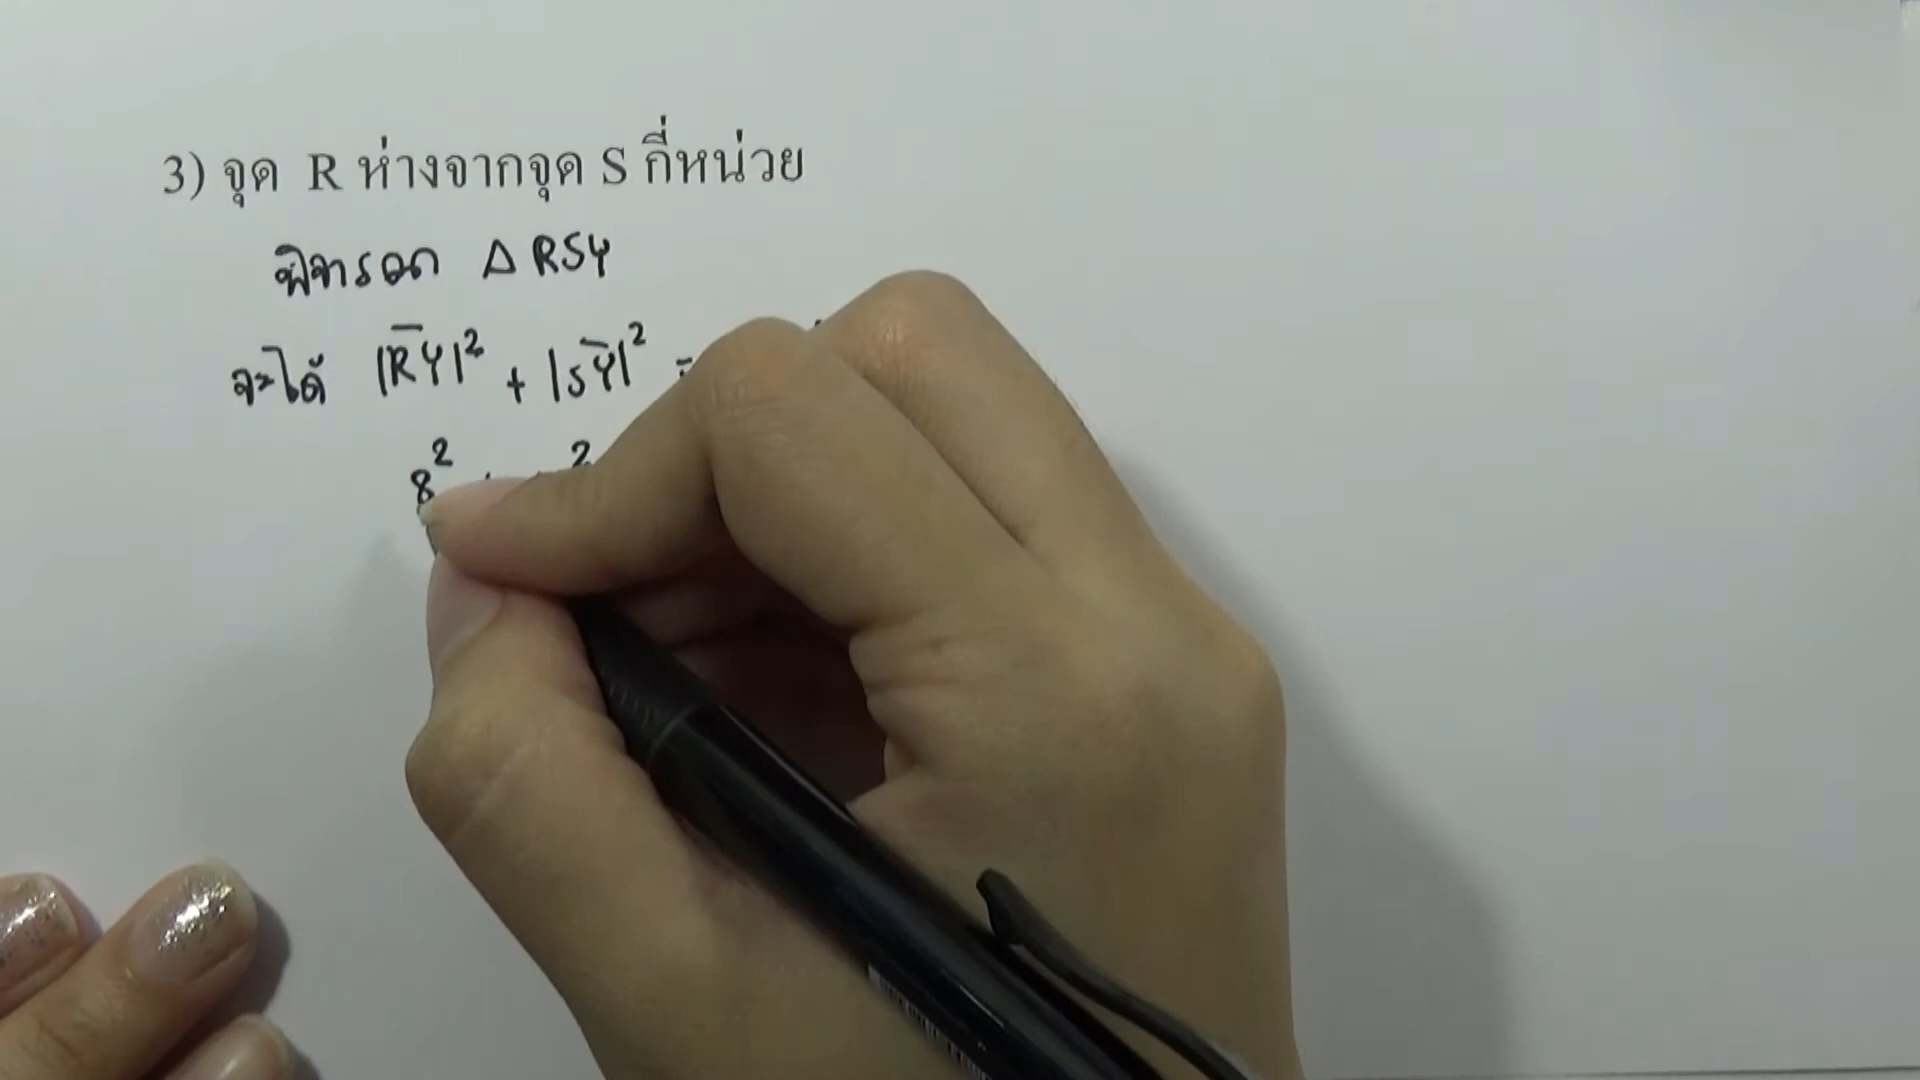 3) จุด R ห่างจากจุด S กี่หน่วย
พิจารณา △ RSY
จะได้ |RY|² + |SY|² =
8² ²